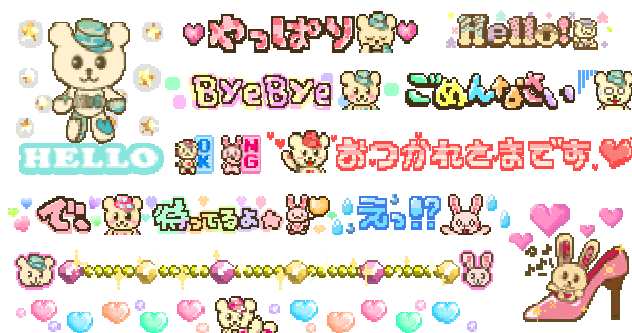 やっぱり
Hello!
ByeBye
ごめんなさい
HELLO
OK
NG
おつかれさまです
で?
待ってるよ
えっ!?